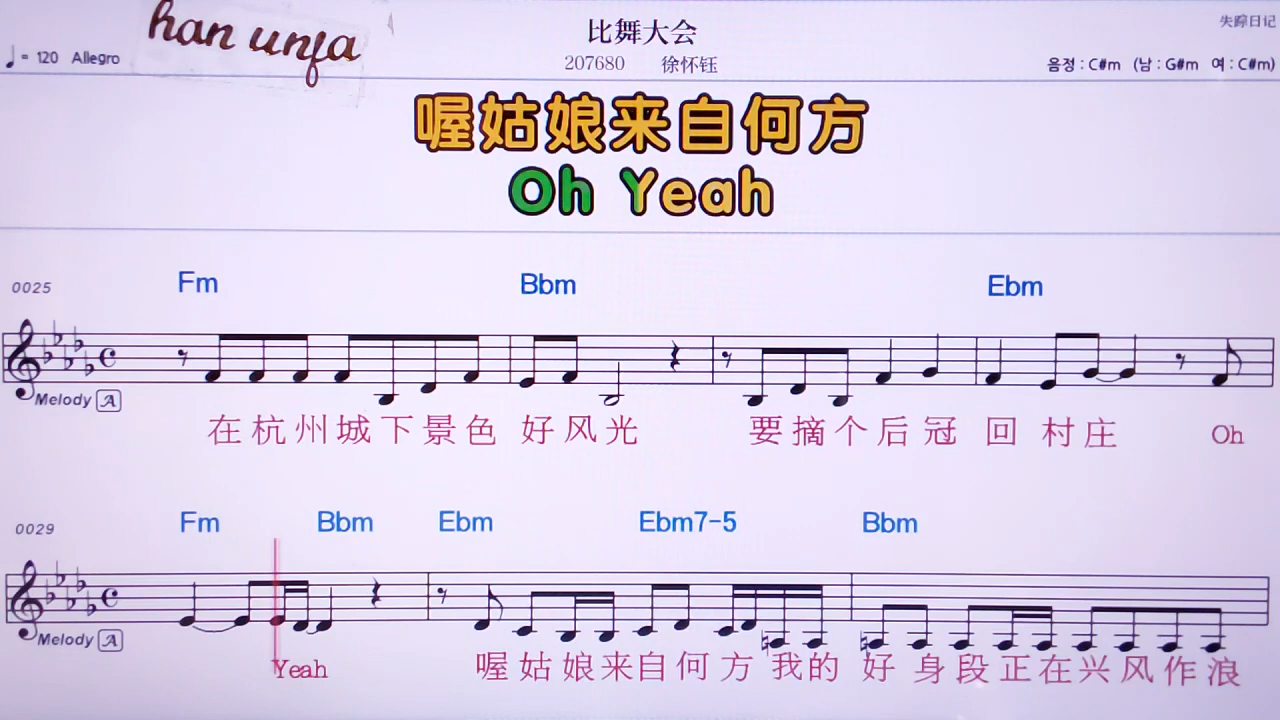 han unfa
比舞大会
失踪日记
♩= 120 Allegro
207680 徐怀钰
음정 : C#m (남 : G#m 여 : C#m)
喔姑娘来自何方
Oh Yeah
0025 Fm Bbm Ebm
Melody A
在杭州城下景色 好风光 要摘个后冠 回 村庄 Oh
0029 Fm Bbm Ebm Ebm7-5 Bbm
Melody A
Yeah 喔姑娘来自何方 我的 好 身段正在兴风作浪